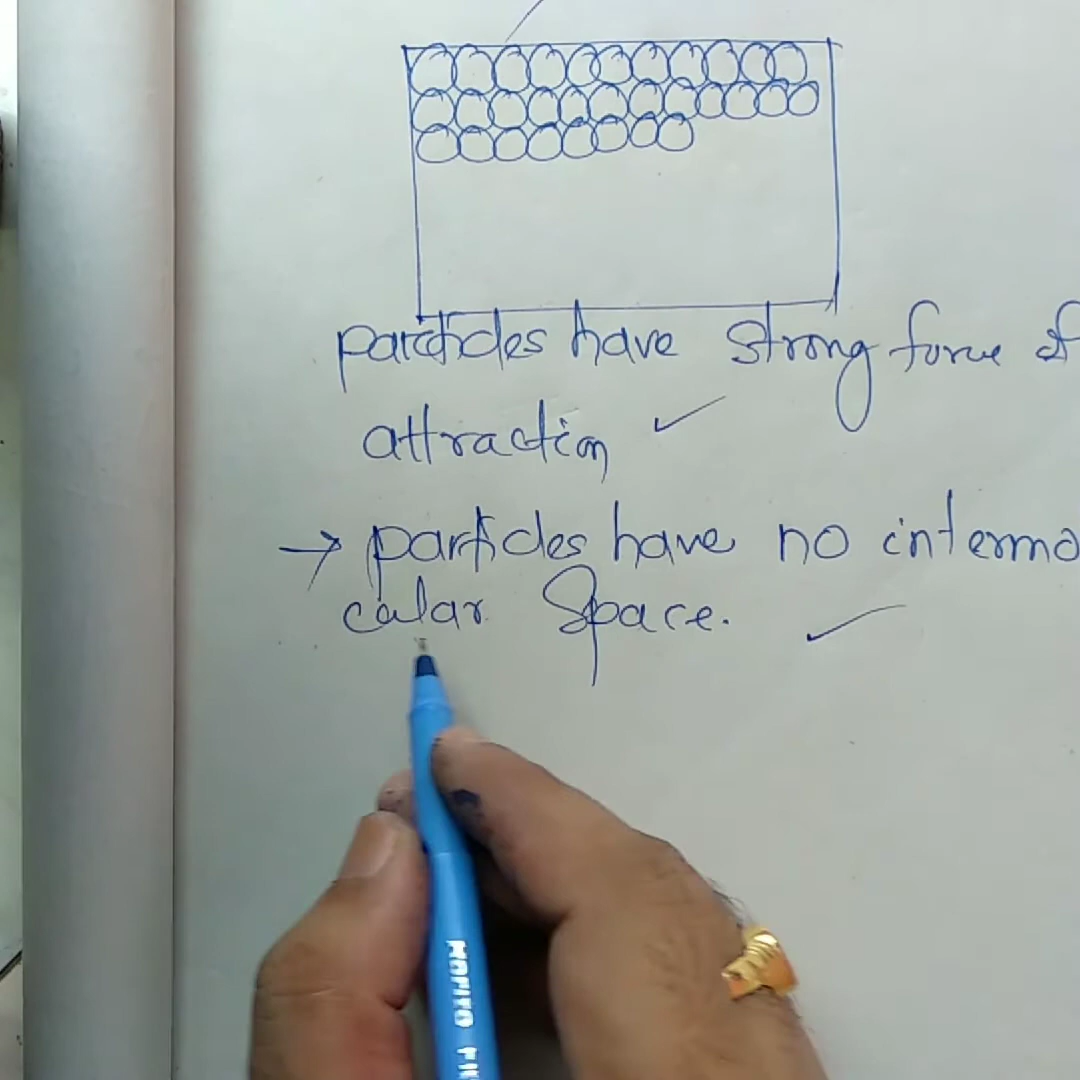 particles have strong force of
attraction
→ particles have no intermo
cular space.